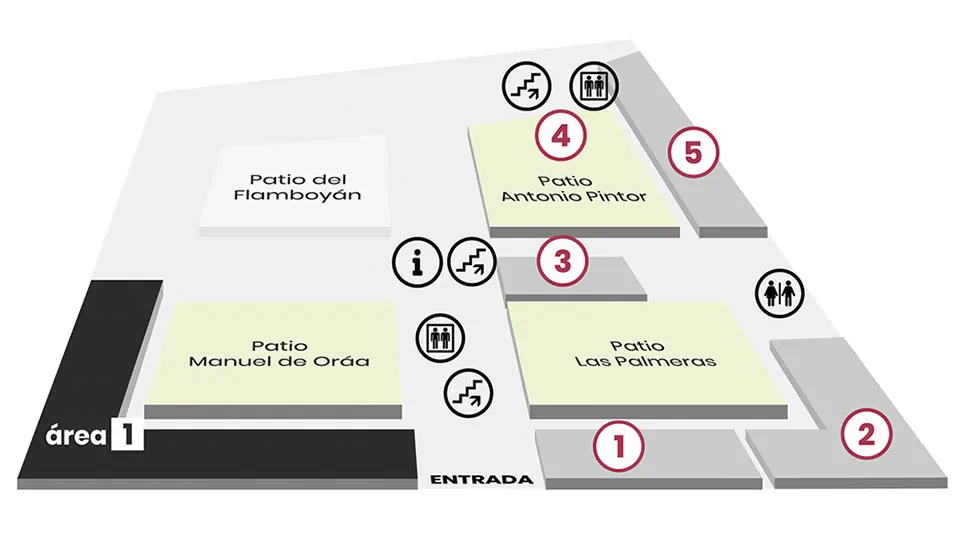 4
5
Patio del
Flamboyán
Patio
Antonio Pintor
i
3
Patio
Manuel de Oráa
Patio
Las Palmeras
área 1
1
2
ENTRADA